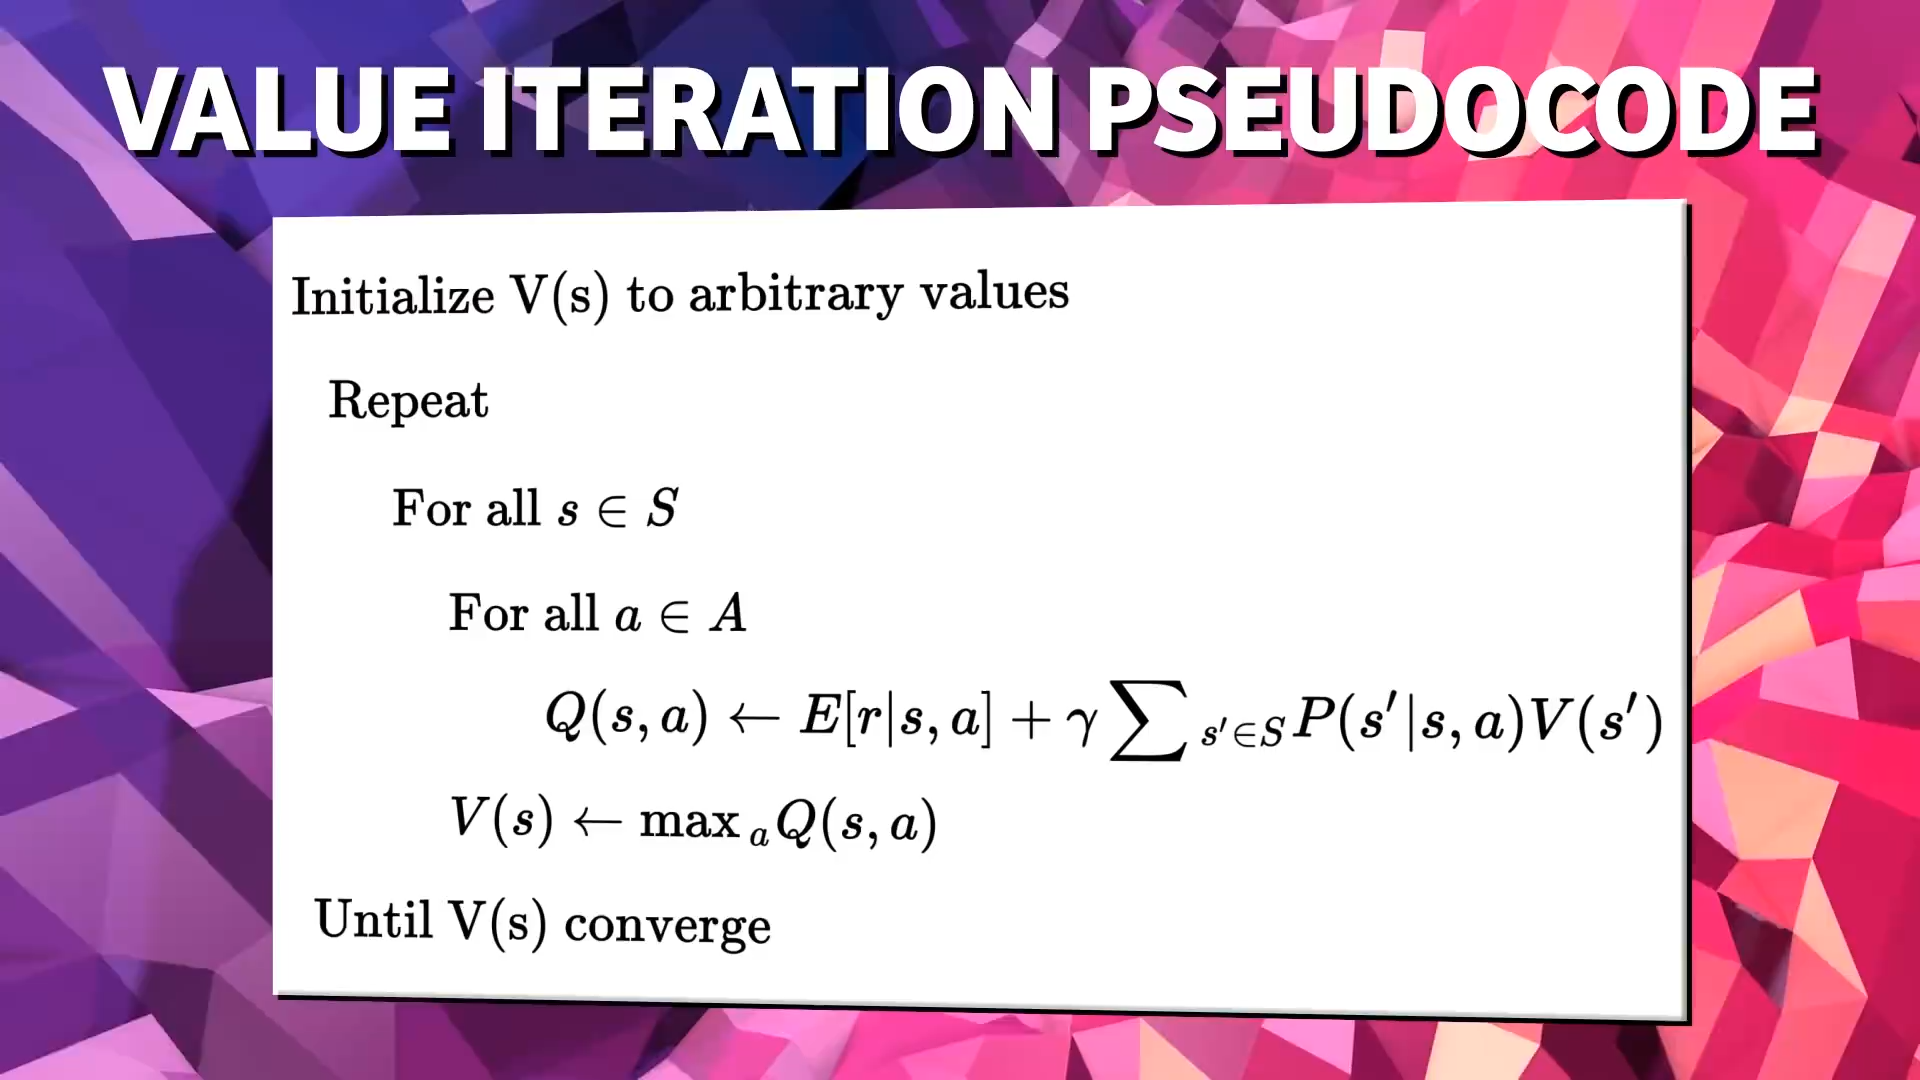 VALUE ITERATION PSEUDOCODE
Initialize V(s) to arbitrary values
Repeat
For all s ∈ S
For all a ∈ A
Q(s, a) ← E[r|s, a] + γ ∑ s′∈S P(s′|s, a)V(s′)
V(s) ← max a Q(s, a)
Until V(s) converge